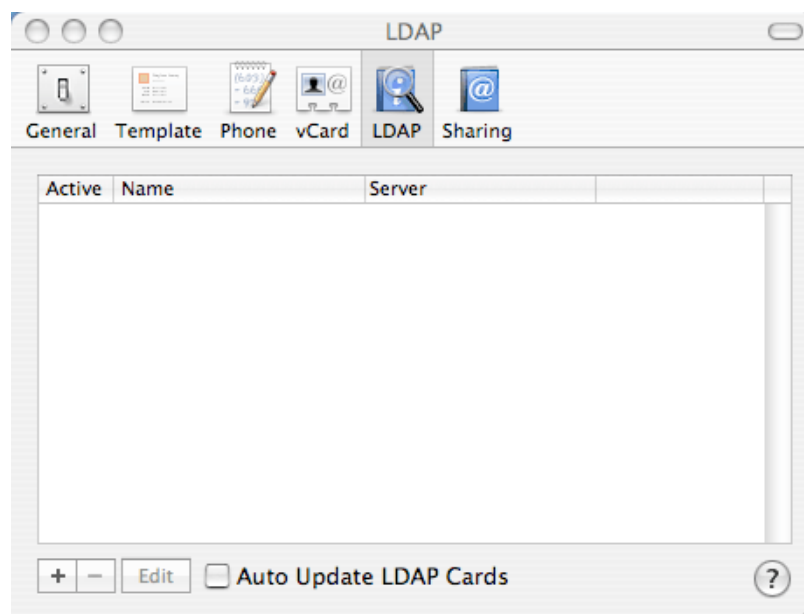 LDAP
General Template Phone vCard LDAP Sharing
Active Name Server
+ − Edit Auto Update LDAP Cards ?